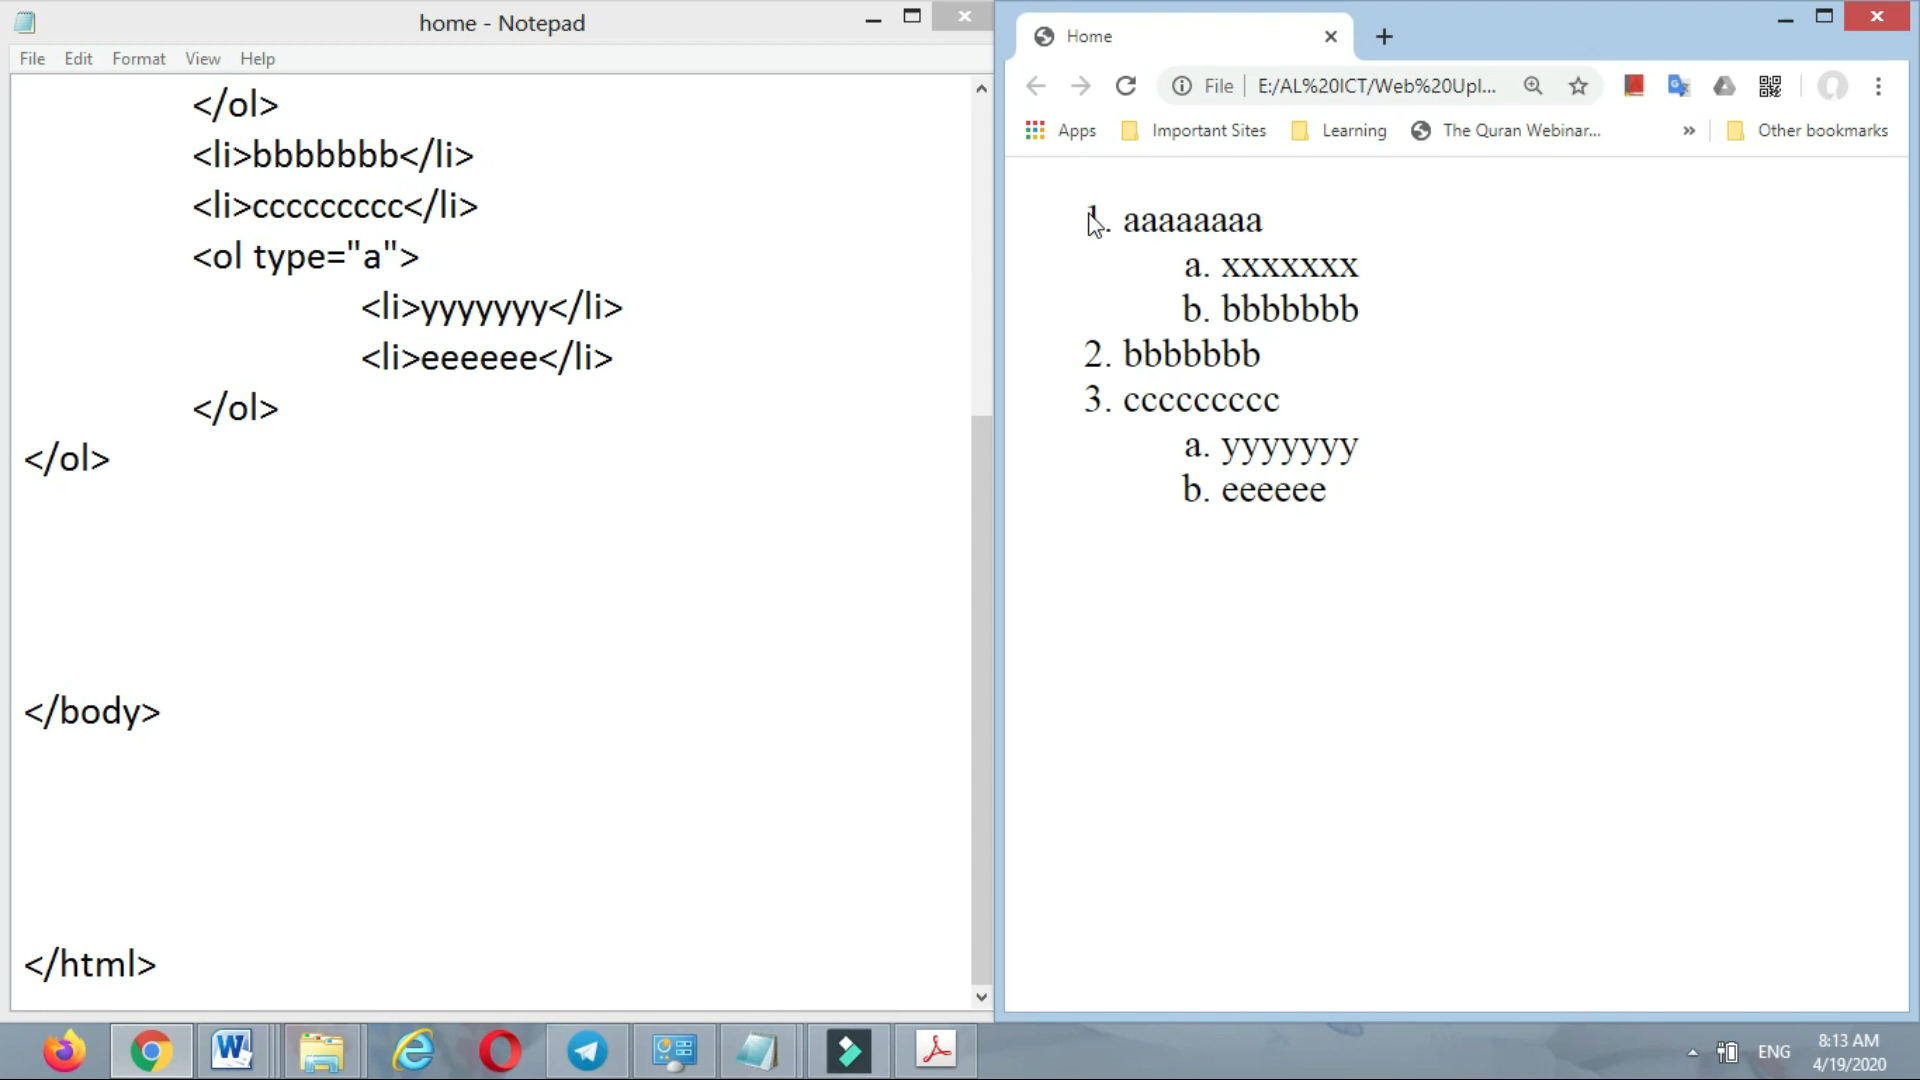 home - Notepad
File Edit Format View Help
</ol>
<li>bbbbbbb</li>
<li>ccccccccc</li>
<ol type="a">
<li>yyyyyyy</li>
<li>eeeeee</li>
</ol>
</ol>
</body>
</html>
Home
File E:/AL%20ICT/Web%20Upl...
Apps Important Sites Learning The Quran Webinar... » Other bookmarks
1. aaaaaaaa
a. xxxxxxx
b. bbbbbbb
2. bbbbbbb
3. ccccccccc
a. yyyyyyy
b. eeeeee
ENG
8:13 AM
4/19/2020